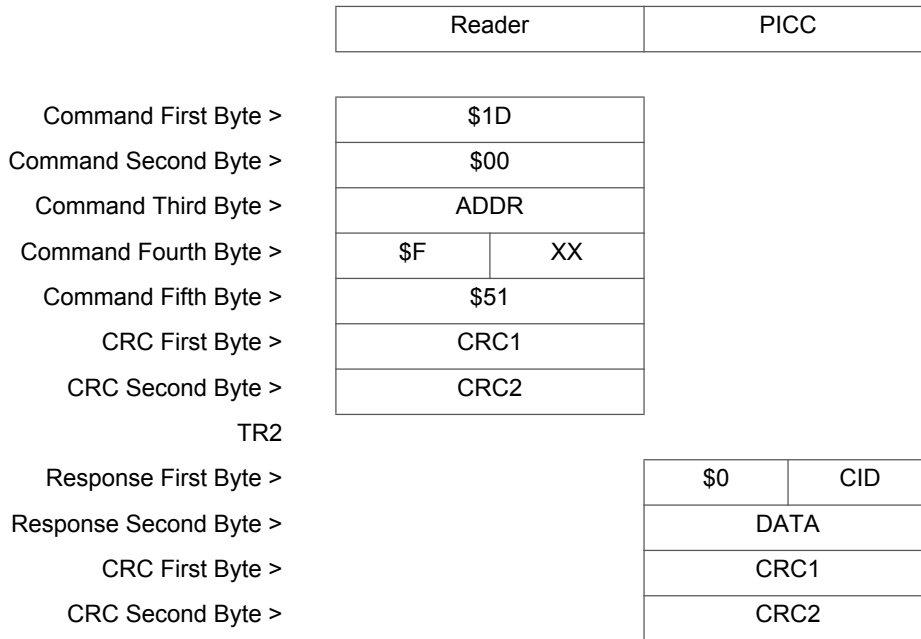 Reader PICC
Command First Byte > $1D
Command Second Byte > $00
Command Third Byte > ADDR
Command Fourth Byte > $F XX
Command Fifth Byte > $51
CRC First Byte > CRC1
CRC Second Byte > CRC2
TR2
Response First Byte > $0 CID
Response Second Byte > DATA
CRC First Byte > CRC1
CRC Second Byte > CRC2